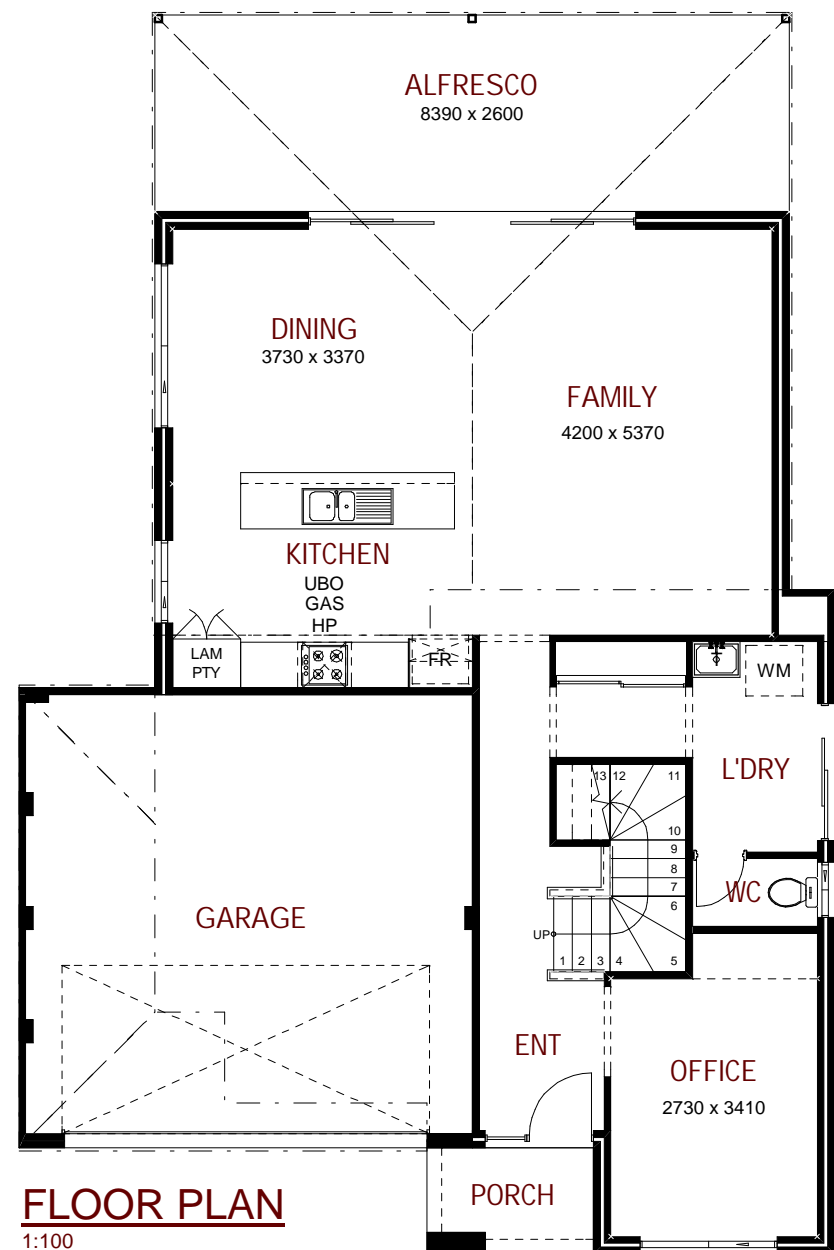 ALFRESCO
8390 x 2600
DINING
3730 x 3370
FAMILY
4200 x 5370
KITCHEN
UBO
GAS
HP
LAM
PTY
FR
WM
L'DRY
13 12 11
10
9
8
7
6
WC
GARAGE
UP
1 2 3 4 5
ENT
OFFICE
2730 x 3410
PORCH
FLOOR PLAN
1:100